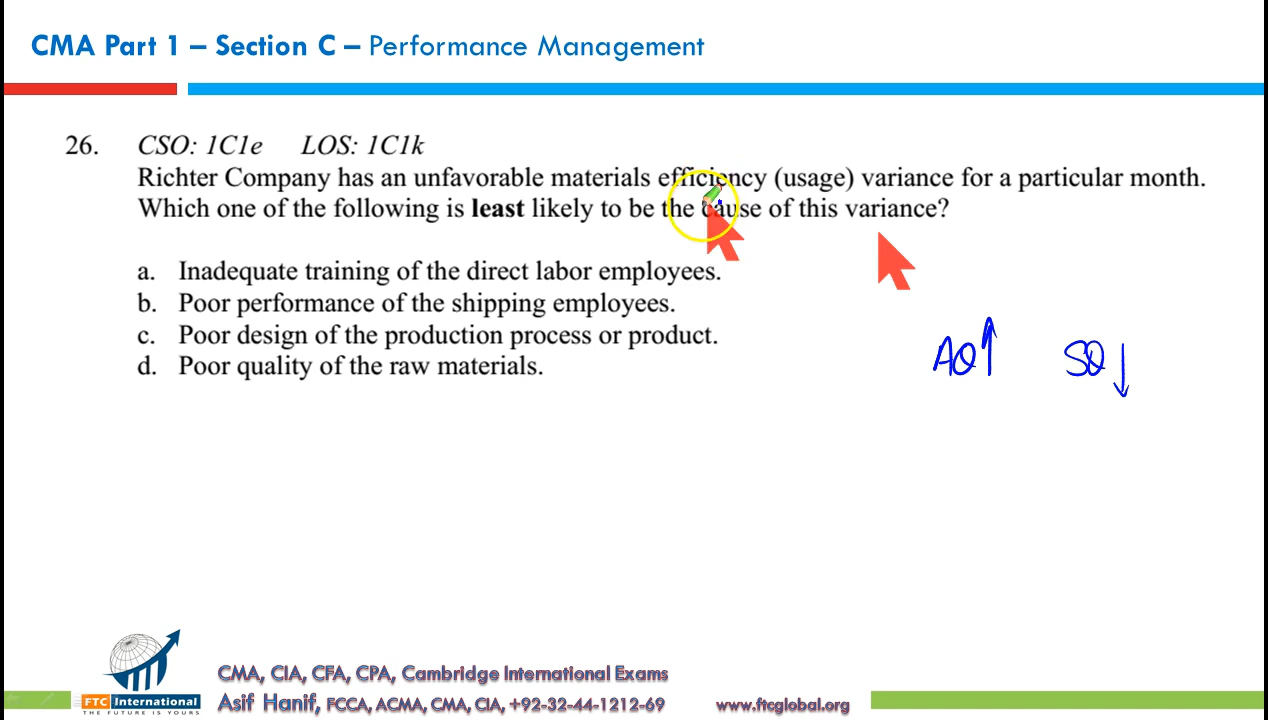 CMA Part 1 – Section C – Performance Management
26. CSO: 1C1e LOS: 1C1k
Richter Company has an unfavorable materials efficiency (usage) variance for a particular month.
Which one of the following is least likely to be the cause of this variance?
a. Inadequate training of the direct labor employees.
b. Poor performance of the shipping employees.
c. Poor design of the production process or product.
d. Poor quality of the raw materials.
AQ↑ SQ↓
CMA, CIA, CFA, CPA, Cambridge International Exams
FTC International
Asif Hanif, FCCA, ACMA, CMA, CIA, +92-32-44-1212-69 www.ftcglobal.org
THE FUTURE IS YOURS